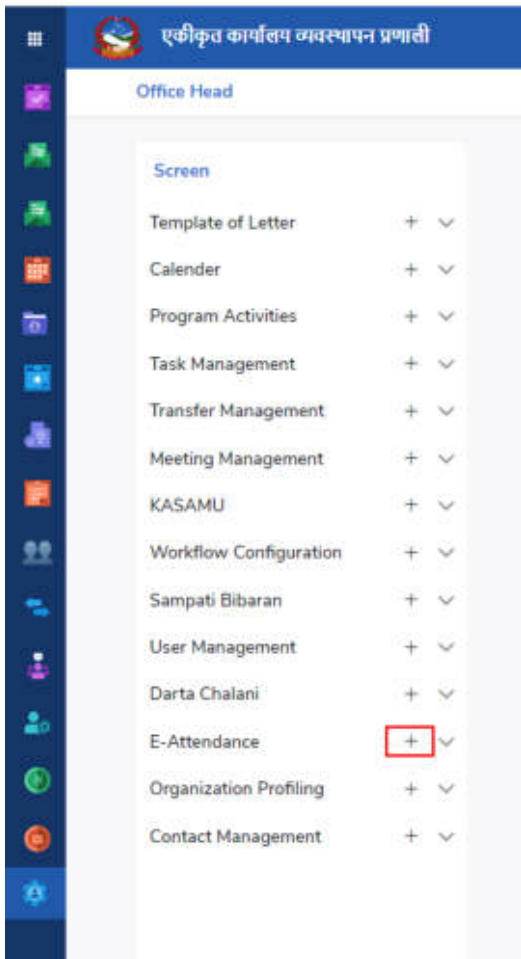 एकीकृत कार्यालय व्यवस्थापन प्रणाली
Office Head
Screen
Template of Letter
Calender
Program Activities
Task Management
Transfer Management
Meeting Management
KASAMU
Workflow Configuration
Sampati Bibaran
User Management
Darta Chalani
E-Attendance
Organization Profiling
Contact Management